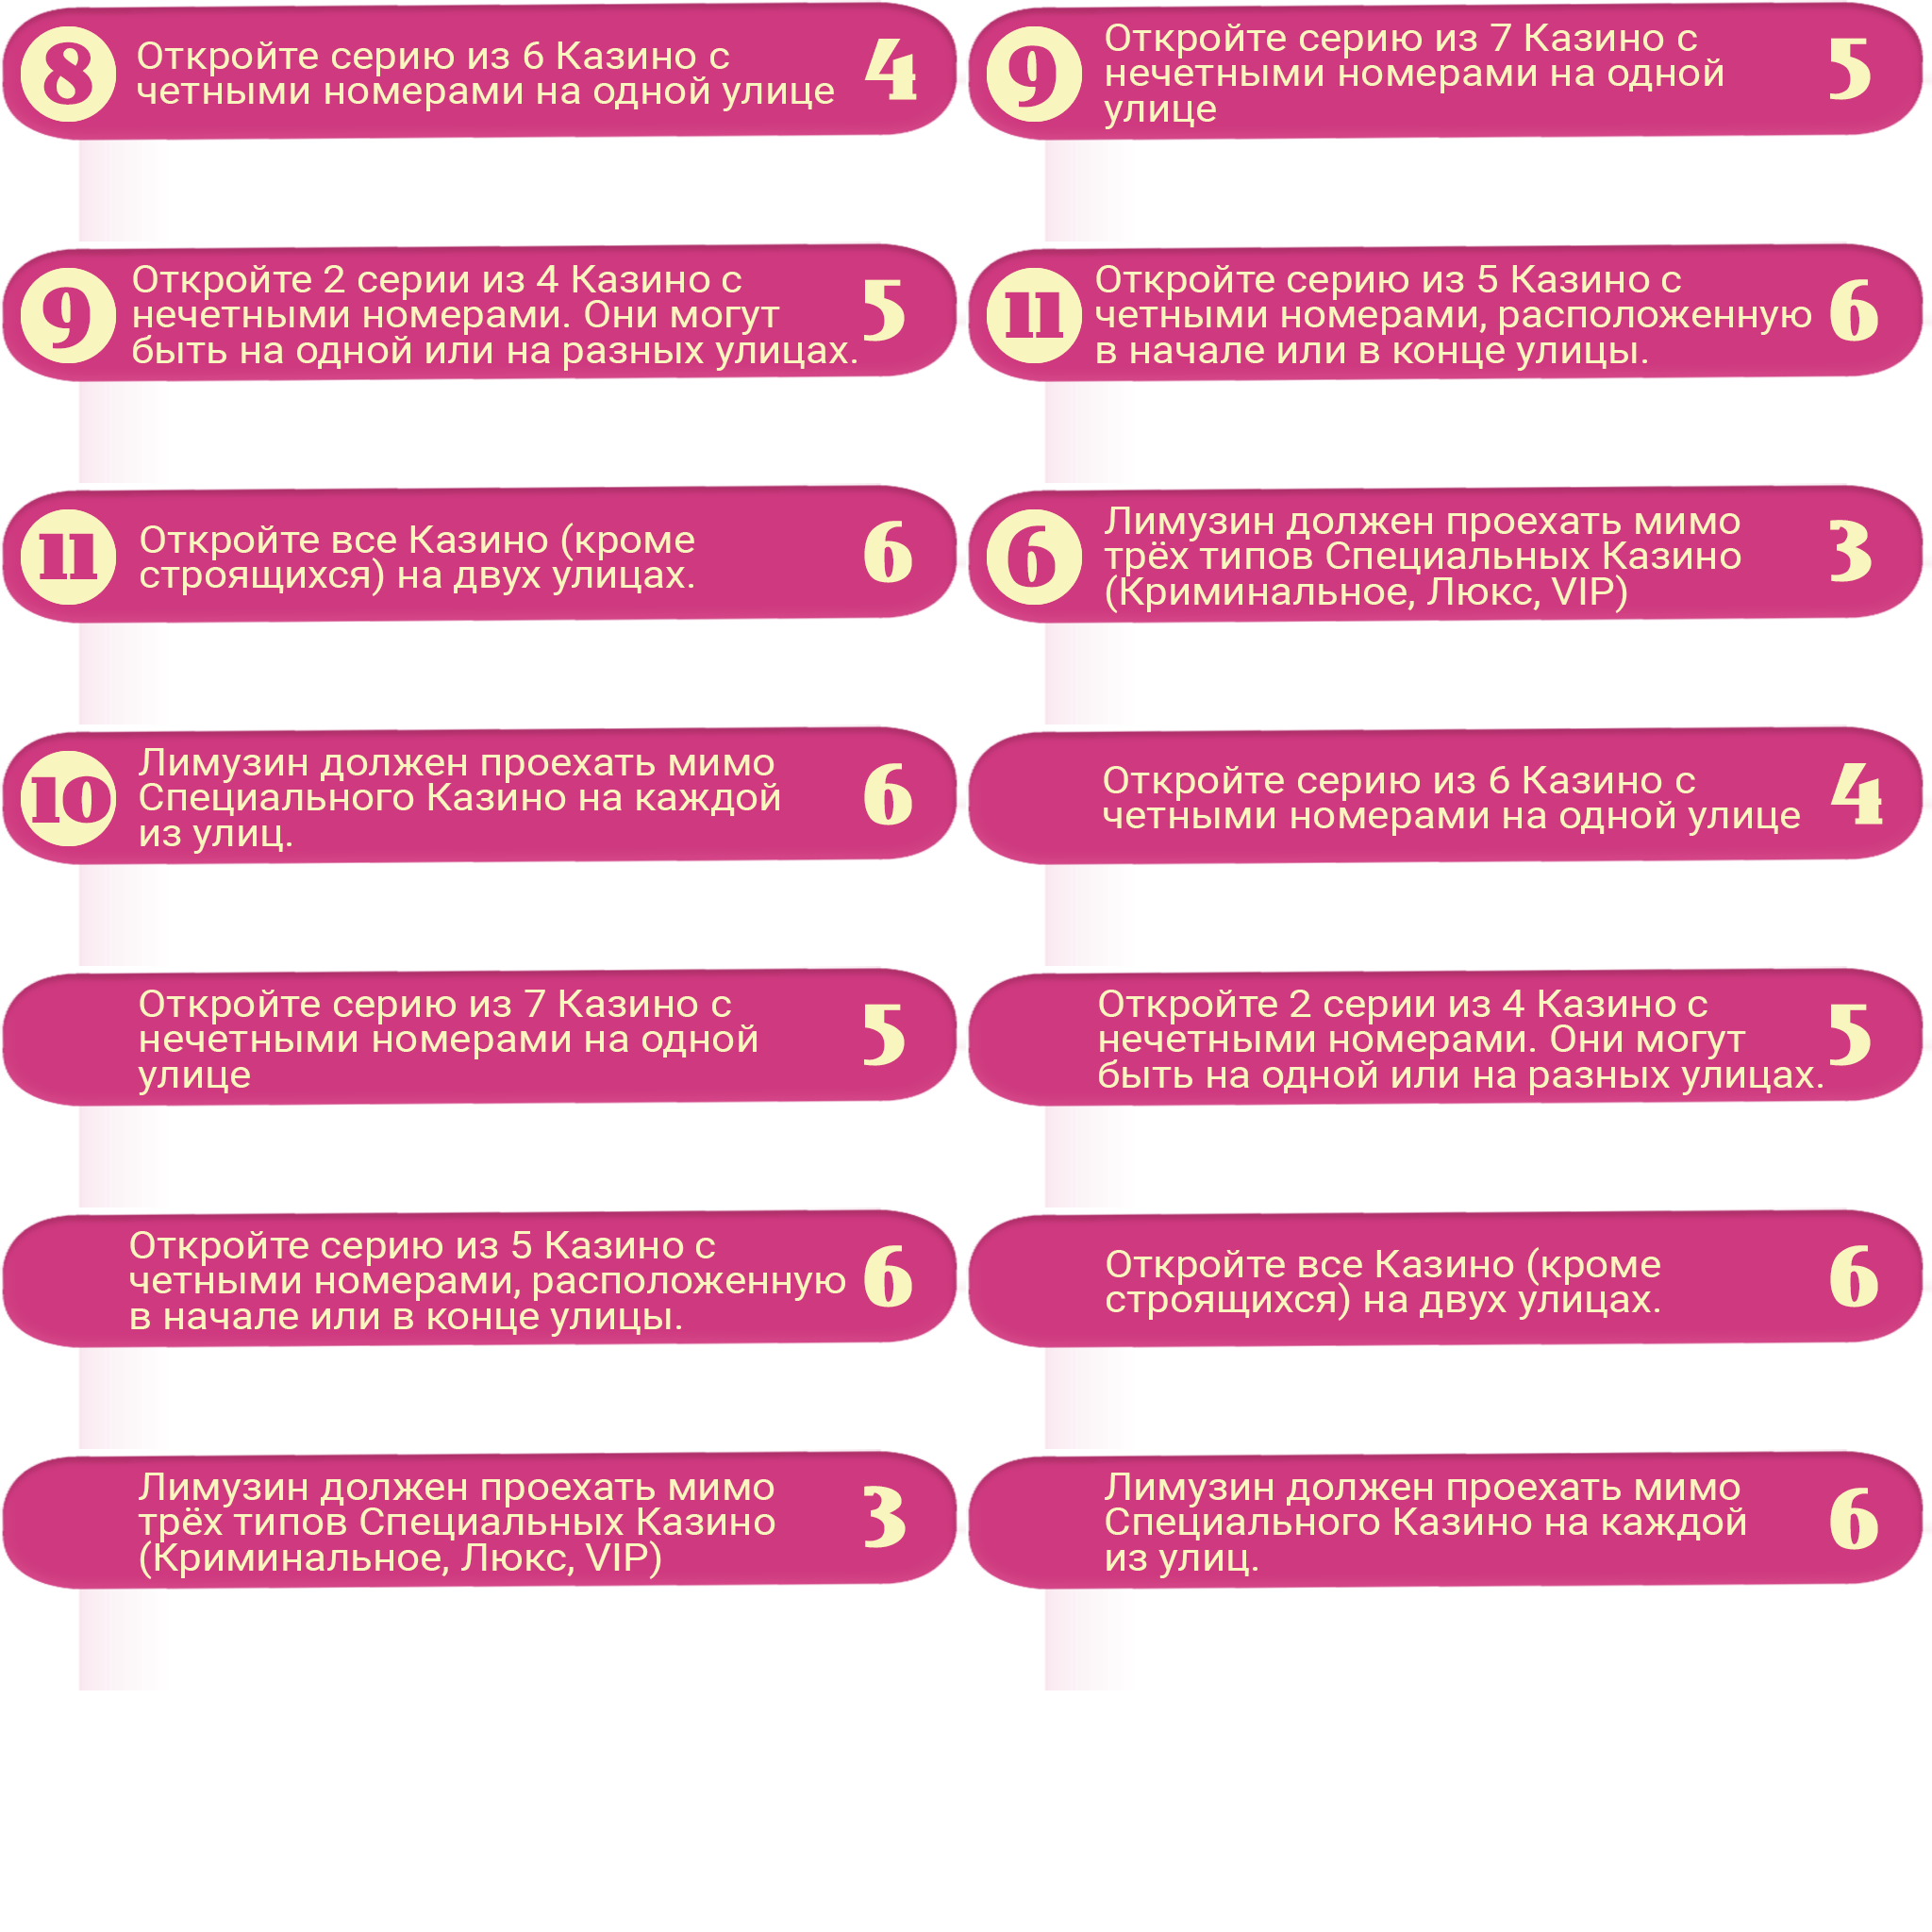 8
Откройте серию из 6 Казино с
четными номерами на одной улице
4
9
Откройте серию из 7 Казино с
нечетными номерами на одной
улице
5
9
Откройте 2 серии из 4 Казино с
нечетными номерами. Они могут
быть на одной или на разных улицах.
5
11
Откройте серию из 5 Казино с
четными номерами, расположенную
в начале или в конце улицы.
6
11
Откройте все Казино (кроме
строящихся) на двух улицах.
6
6
Лимузин должен проехать мимо
трёх типов Специальных Казино
(Криминальное, Люкс, VIP)
3
10
Лимузин должен проехать мимо
Специального Казино на каждой
из улиц.
6
Откройте серию из 6 Казино с
четными номерами на одной улице
4
Откройте серию из 7 Казино с
нечетными номерами на одной
улице
5
Откройте 2 серии из 4 Казино с
нечетными номерами. Они могут
быть на одной или на разных улицах.
5
Откройте серию из 5 Казино с
четными номерами, расположенную
в начале или в конце улицы.
6
Откройте все Казино (кроме
строящихся) на двух улицах.
6
Лимузин должен проехать мимо
трёх типов Специальных Казино
(Криминальное, Люкс, VIP)
3
Лимузин должен проехать мимо
Специального Казино на каждой
из улиц.
6